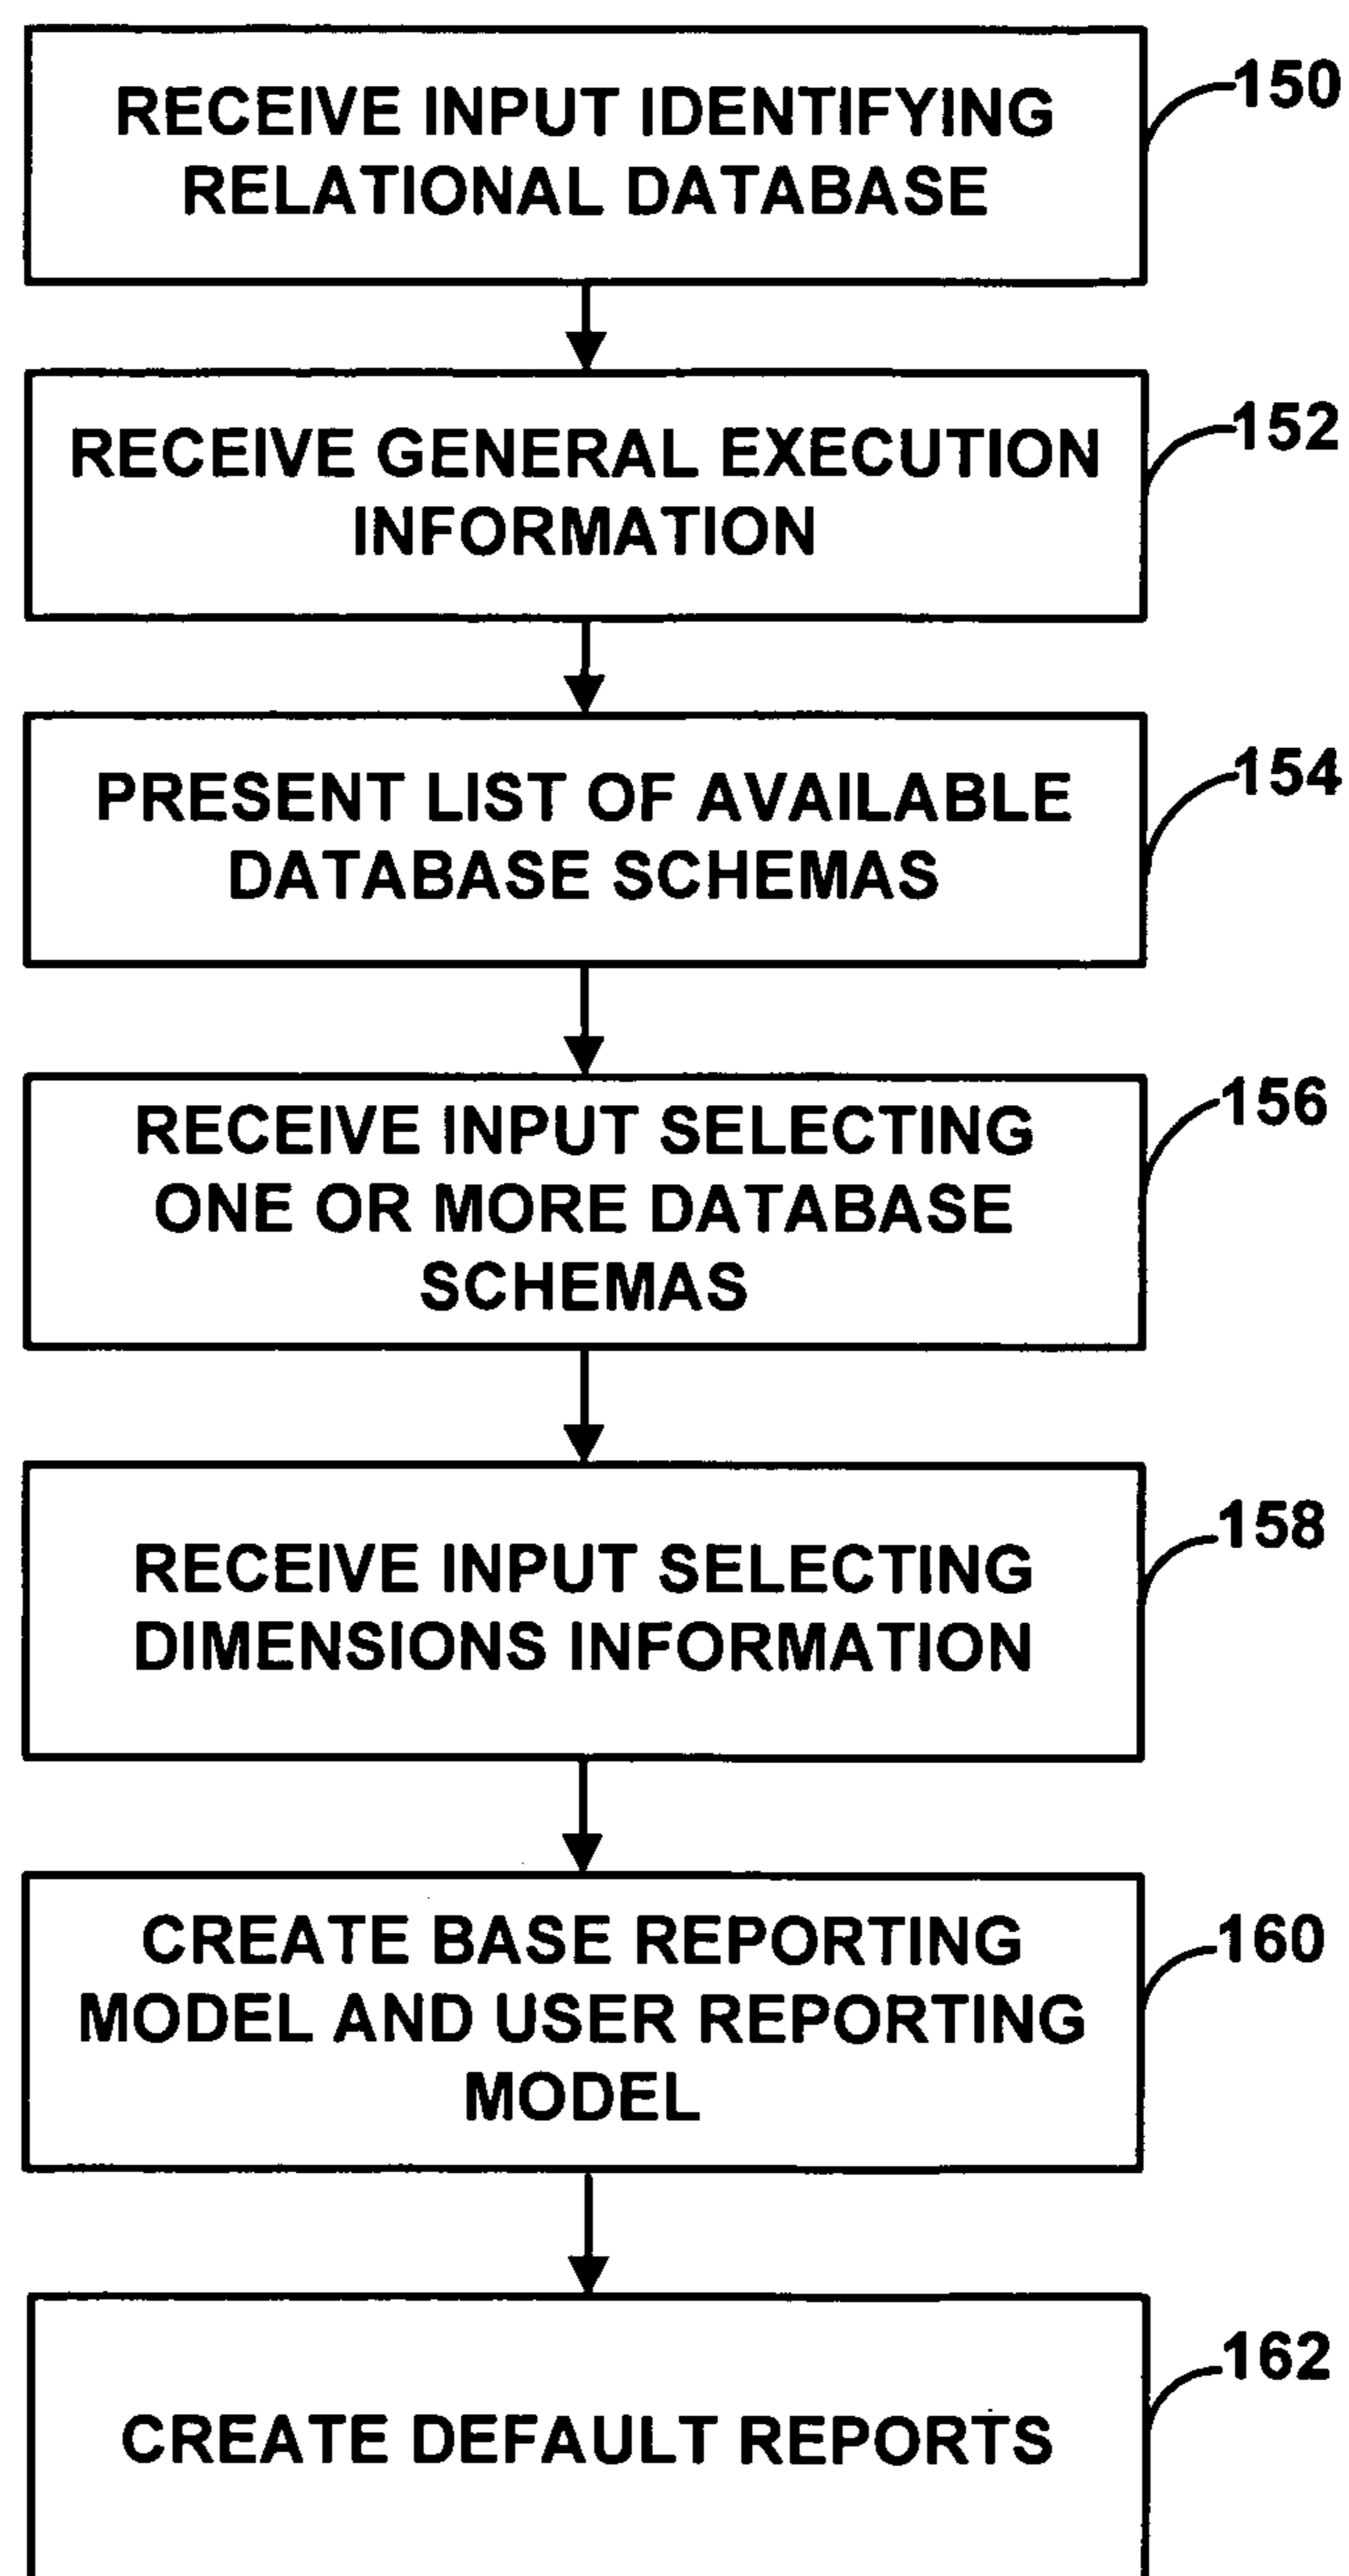 RECEIVE INPUT IDENTIFYING
RELATIONAL DATABASE
150
RECEIVE GENERAL EXECUTION
INFORMATION
152
PRESENT LIST OF AVAILABLE
DATABASE SCHEMAS
154
RECEIVE INPUT SELECTING
ONE OR MORE DATABASE
SCHEMAS
156
RECEIVE INPUT SELECTING
DIMENSIONS INFORMATION
158
CREATE BASE REPORTING
MODEL AND USER REPORTING
MODEL
160
CREATE DEFAULT REPORTS
162